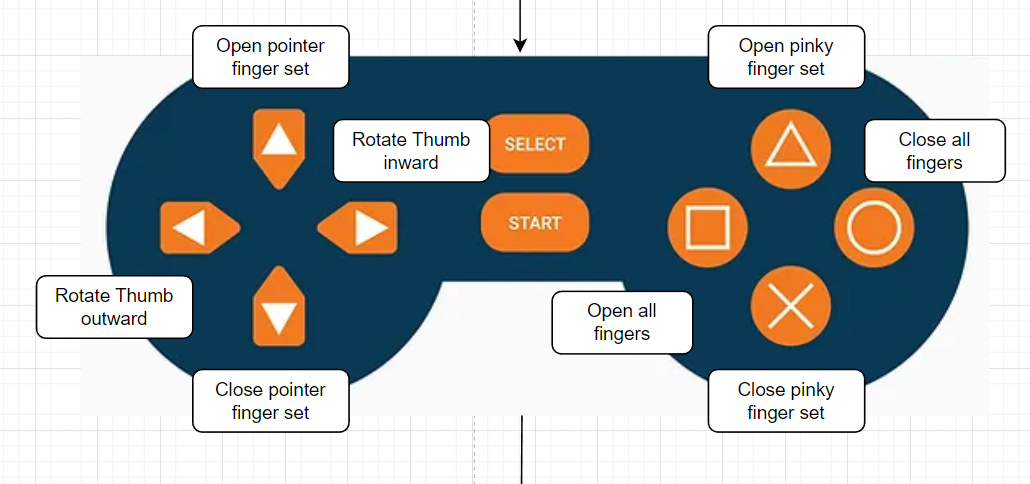 Open pointer
finger set
Open pinky
finger set
Rotate Thumb
inward
SELECT
Close all
fingers
START
Rotate Thumb
outward
Open all
fingers
Close pointer
finger set
Close pinky
finger set